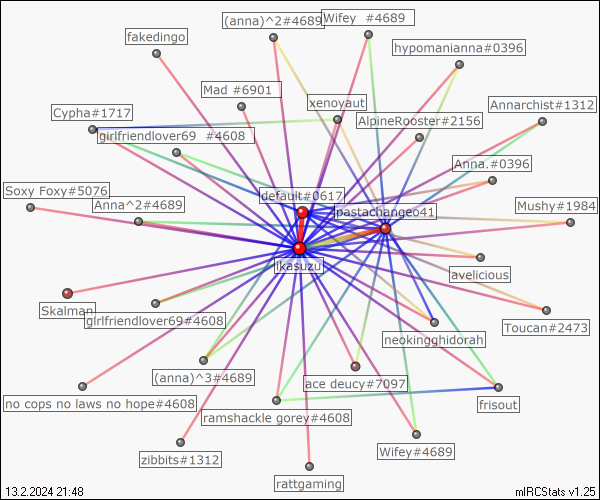 (anna)^2#4689
Wifey #4689
fakedingo
hypomanianna#0396
Mad #6901
xenoyaut
Annarchist#1312
Cypha#1717
AlpineRooster#2156
girlfriendlover69 #4608
Anna.#0396
Soxy Foxy#5076
default#0617
Anna^2#4689
pastachangeo41
Mushy#1984
ikasuzu
avelicious
Skalman
girlfriendlover69#4608
Toucan#2473
neokingghidorah
(anna)^3#4689
ace deucy#7097
no cops no laws no hope#4608
frisout
ramshackle gorey#4608
Wifey#4689
zibbits#1312
rattgaming
13.2.2024 21:48
mIRCStats v1.25